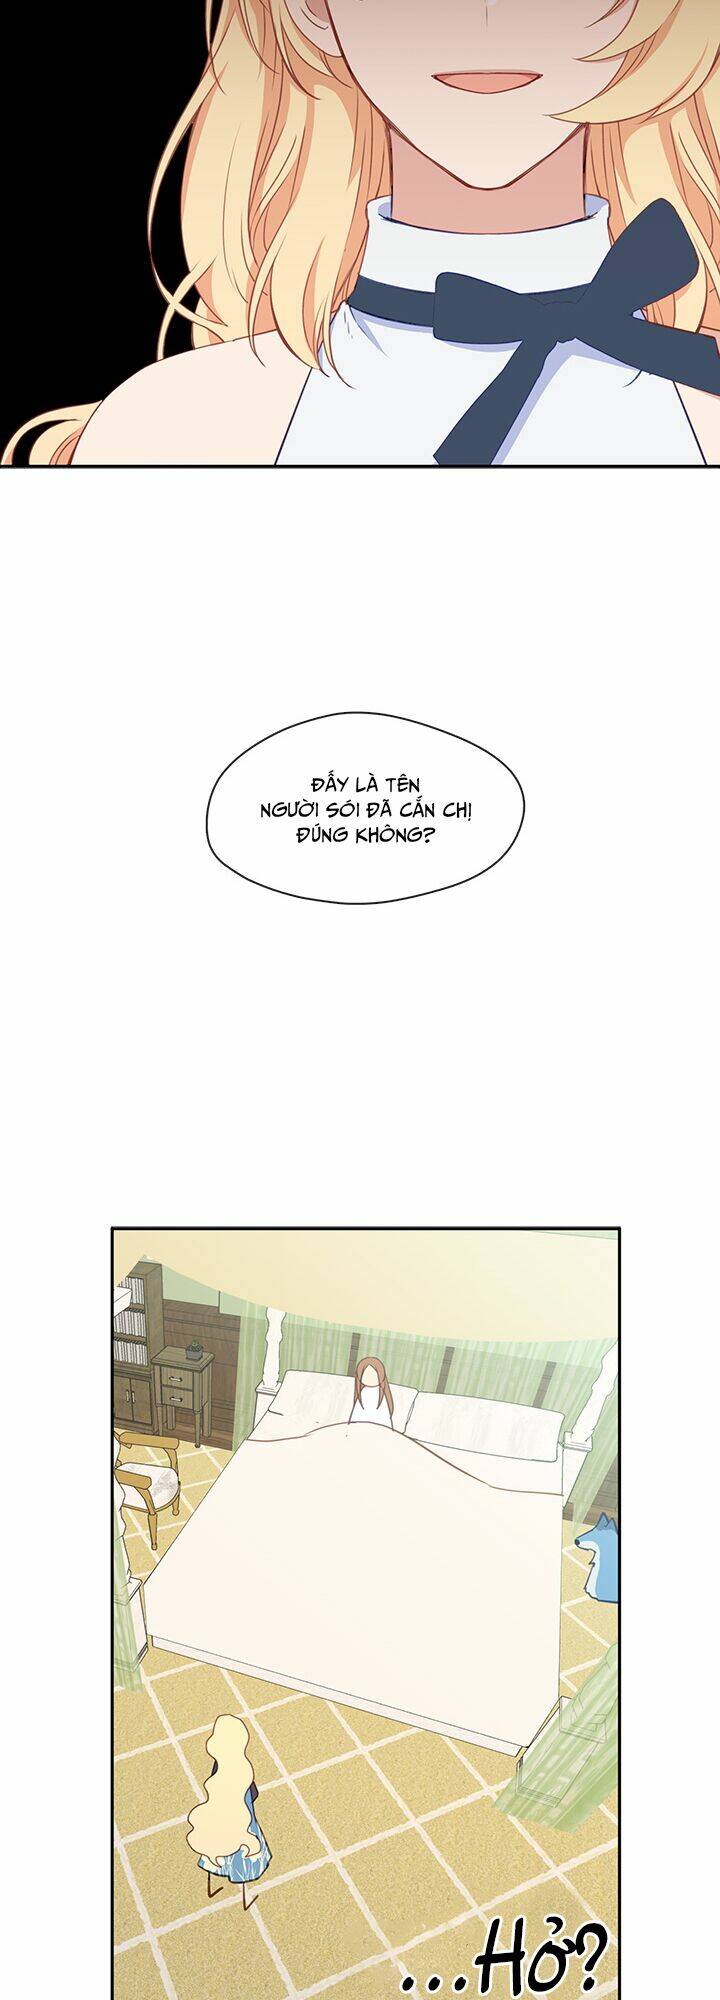 ĐẤY LÀ TÊN
NGƯỜI SÓI ĐÃ CẮN CHỊ
ĐÚNG KHÔNG?
...HỞ?